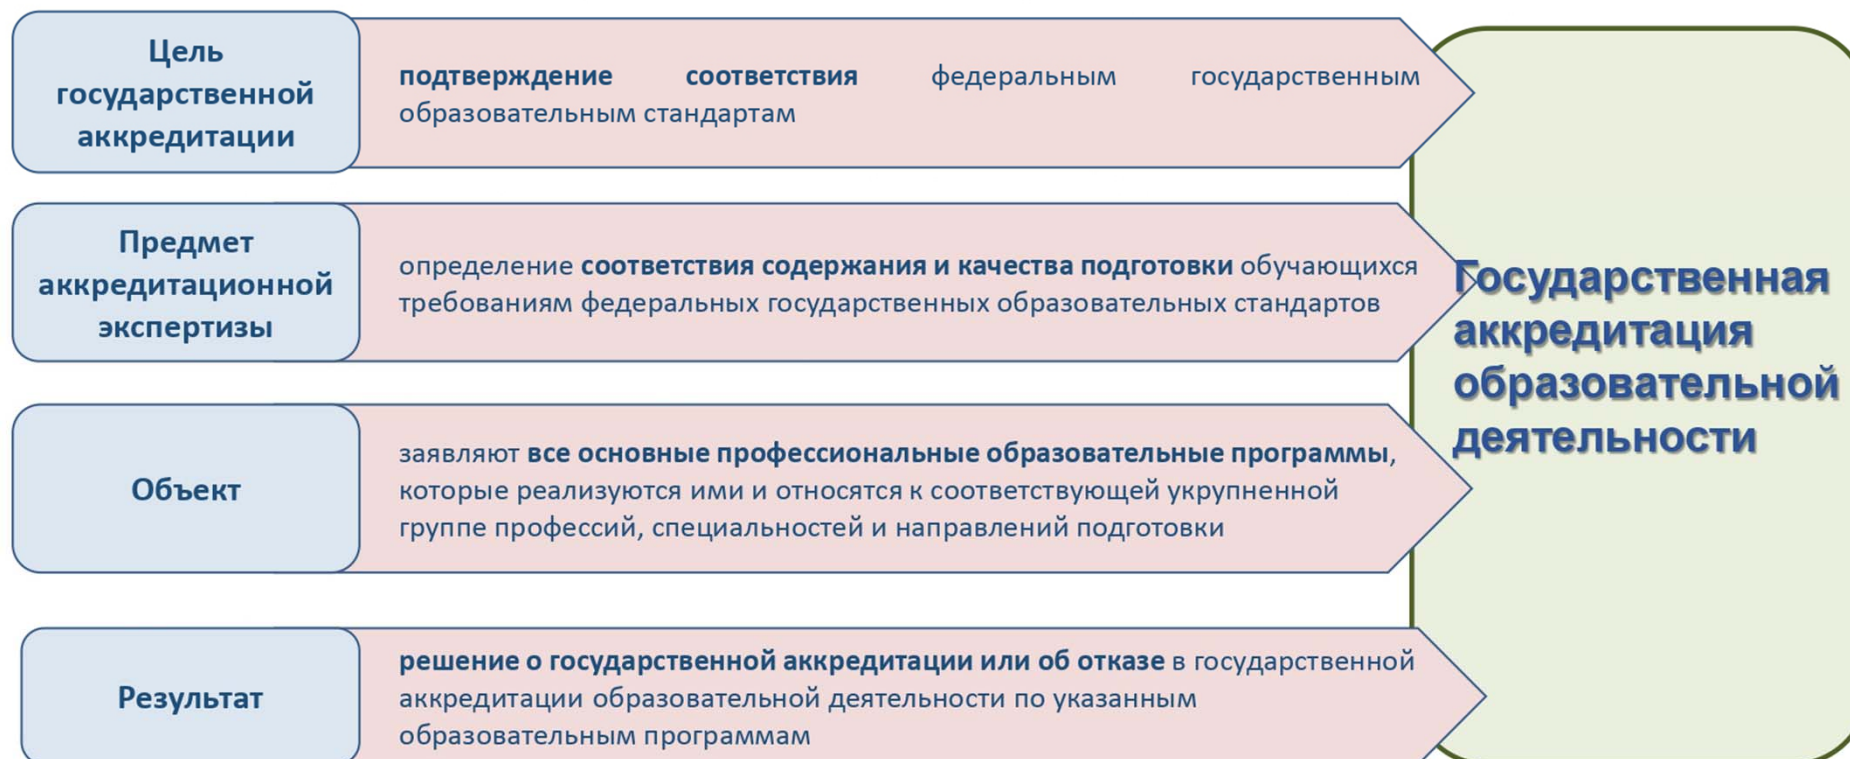 Цель
государственной
аккредитации
подтверждение соответствия федеральным государственным
образовательным стандартам
Предмет
аккредитационной
экспертизы
определение соответствия содержания и качества подготовки обучающихся
требованиям федеральных государственных образовательных стандартов
Объект
заявляют все основные профессиональные образовательные программы,
которые реализуются ими и относятся к соответствующей укрупненной
группе профессий, специальностей и направлений подготовки
Результат
решение о государственной аккредитации или об отказе в государственной
аккредитации образовательной деятельности по указанным
образовательным программам
Государственная
аккредитация
образовательной
деятельности